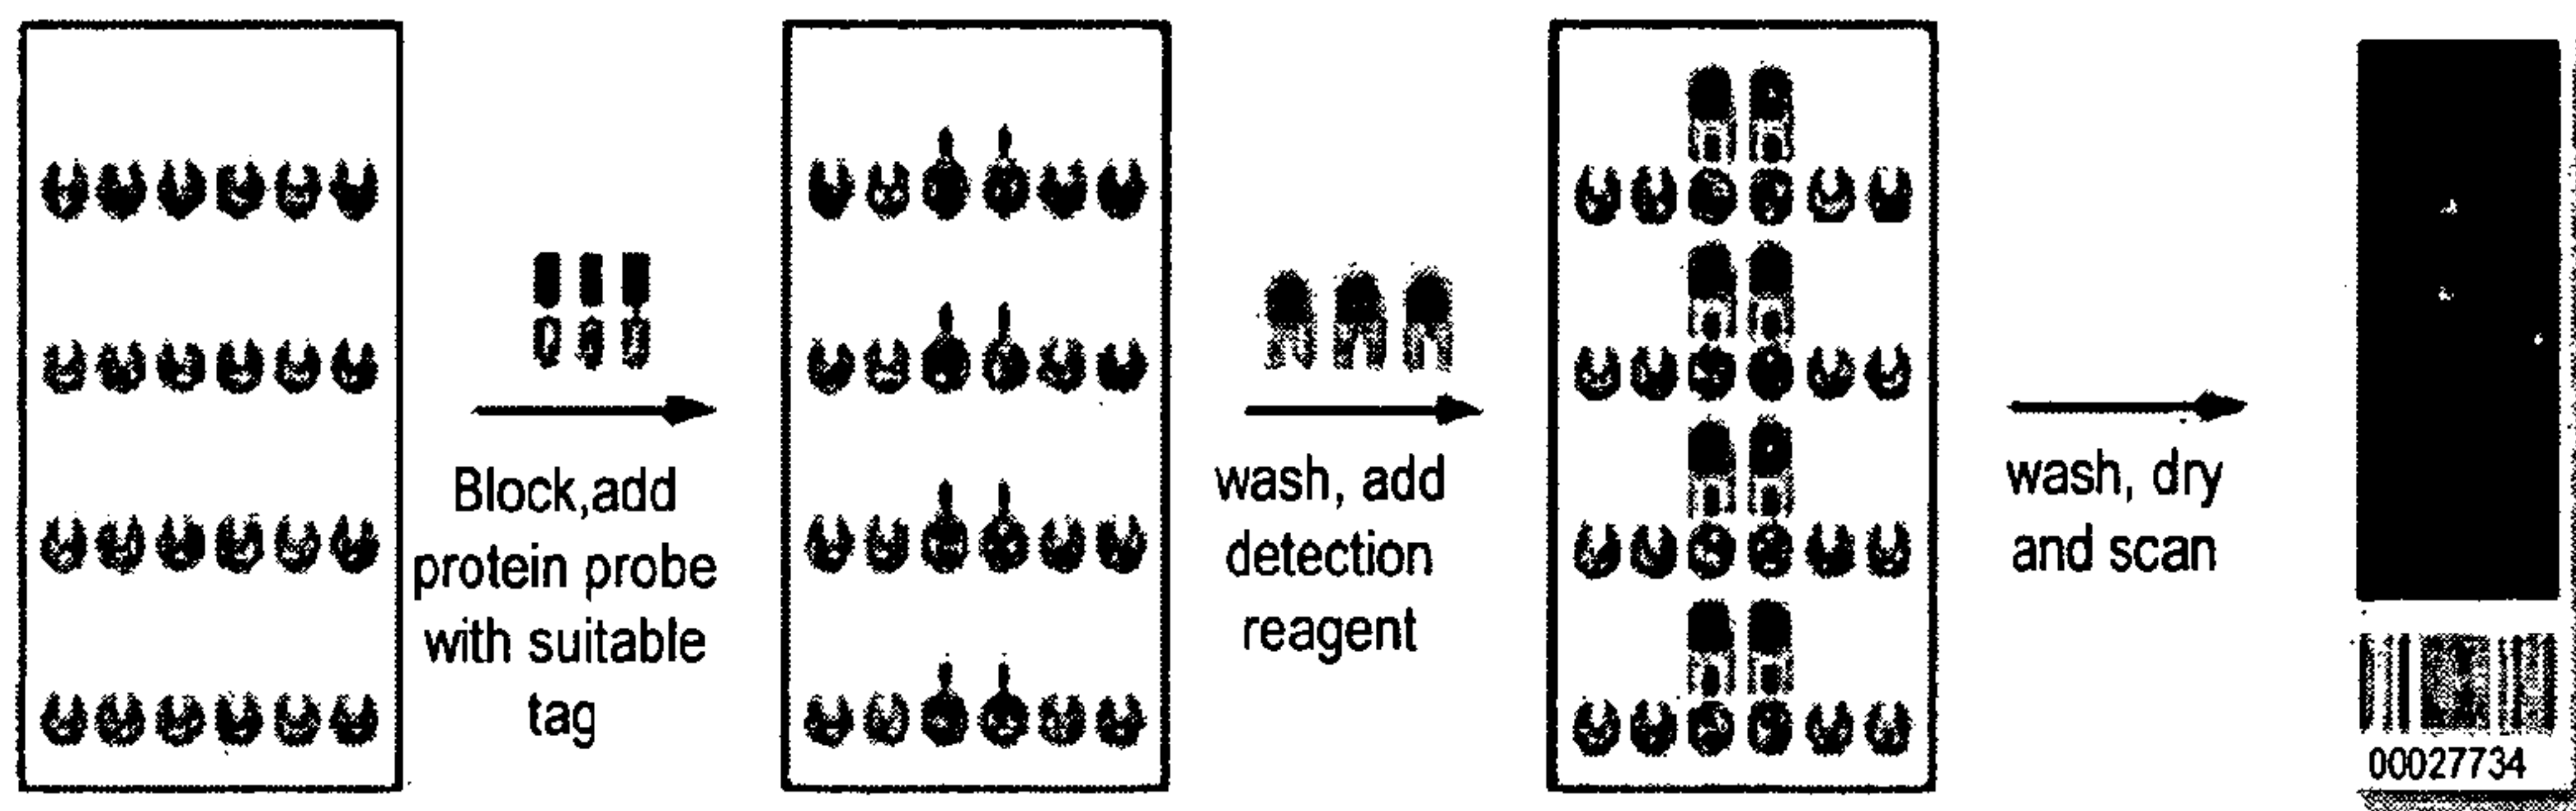 Block,add
protein probe
with suitable
tag
wash, add
detection
reagent
wash, dry
and scan
00027734